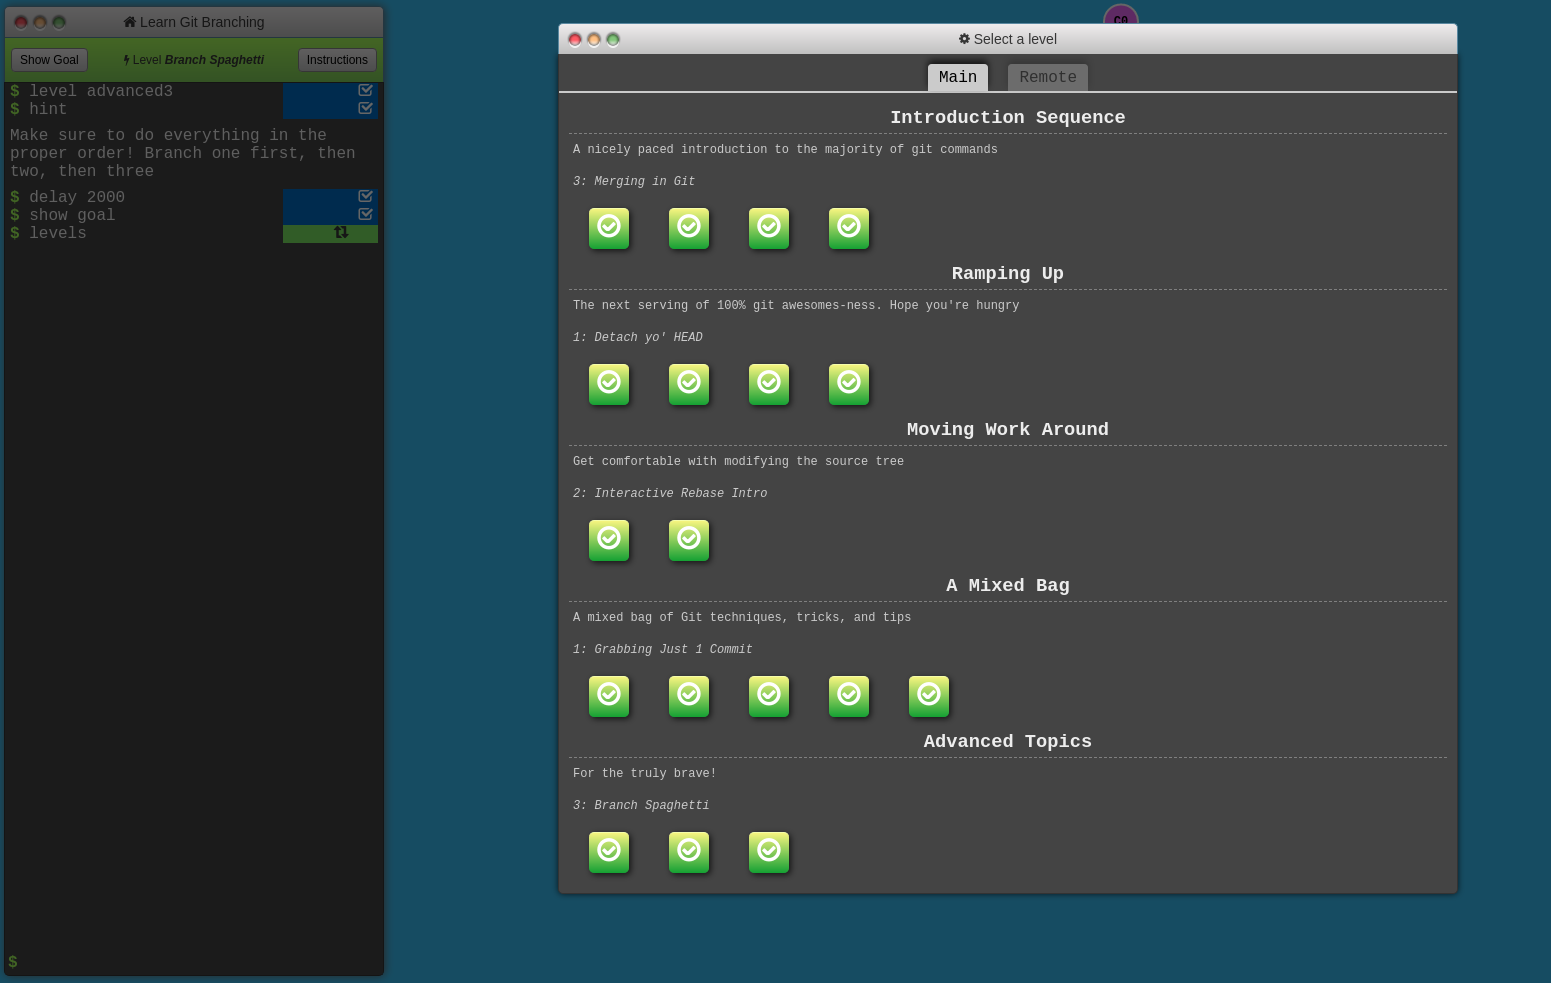 Learn Git Branching
Show Goal
Level Branch Spaghetti
Instructions
$ level advanced3
$ hint
Make sure to do everything in the
proper order! Branch one first, then
two, then three
$ delay 2000
$ show goal
$ levels
$
C0
Select a level
Main
Remote
Introduction Sequence
A nicely paced introduction to the majority of git commands
3: Merging in Git
Ramping Up
The next serving of 100% git awesomes-ness. Hope you're hungry
1: Detach yo' HEAD
Moving Work Around
Get comfortable with modifying the source tree
2: Interactive Rebase Intro
A Mixed Bag
A mixed bag of Git techniques, tricks, and tips
1: Grabbing Just 1 Commit
Advanced Topics
For the truly brave!
3: Branch Spaghetti